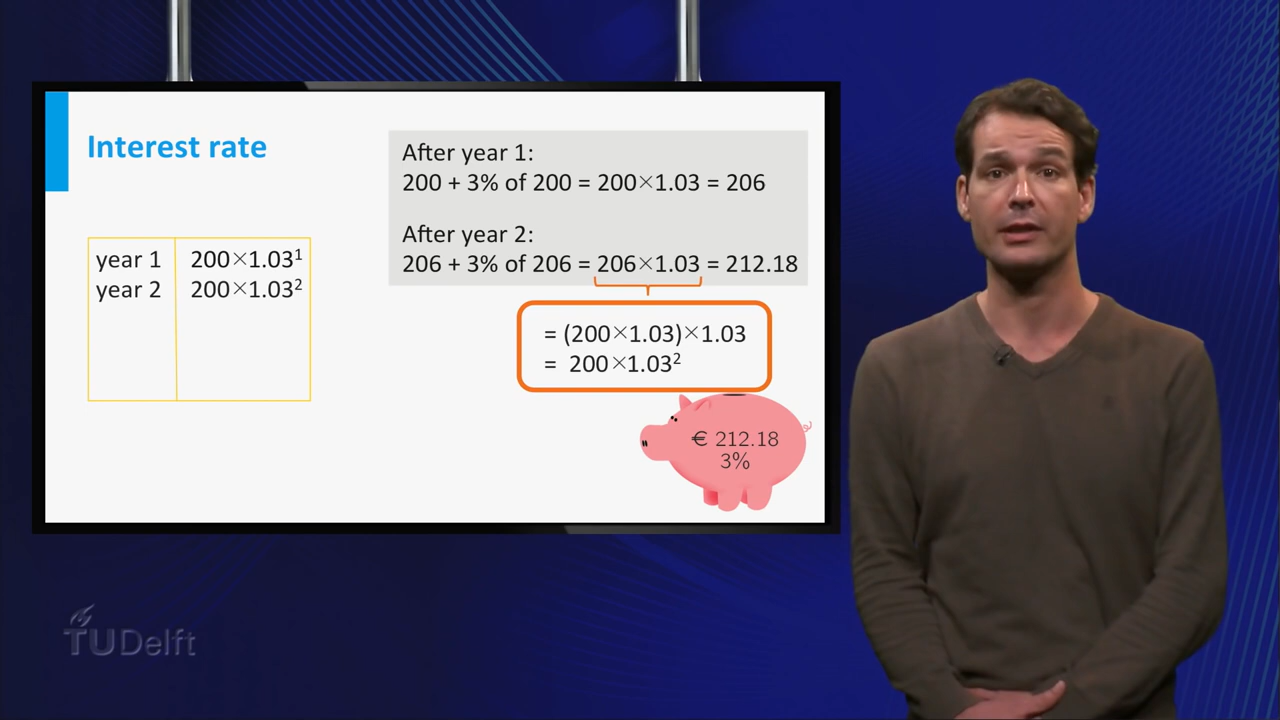 Interest rate
year 1 200×1.03¹
year 2 200×1.03²
After year 1:
200 + 3% of 200 = 200×1.03 = 206
After year 2:
206 + 3% of 206 = 206×1.03 = 212.18
= (200×1.03)×1.03
= 200×1.03²
€ 212.18
3%
TUDelft